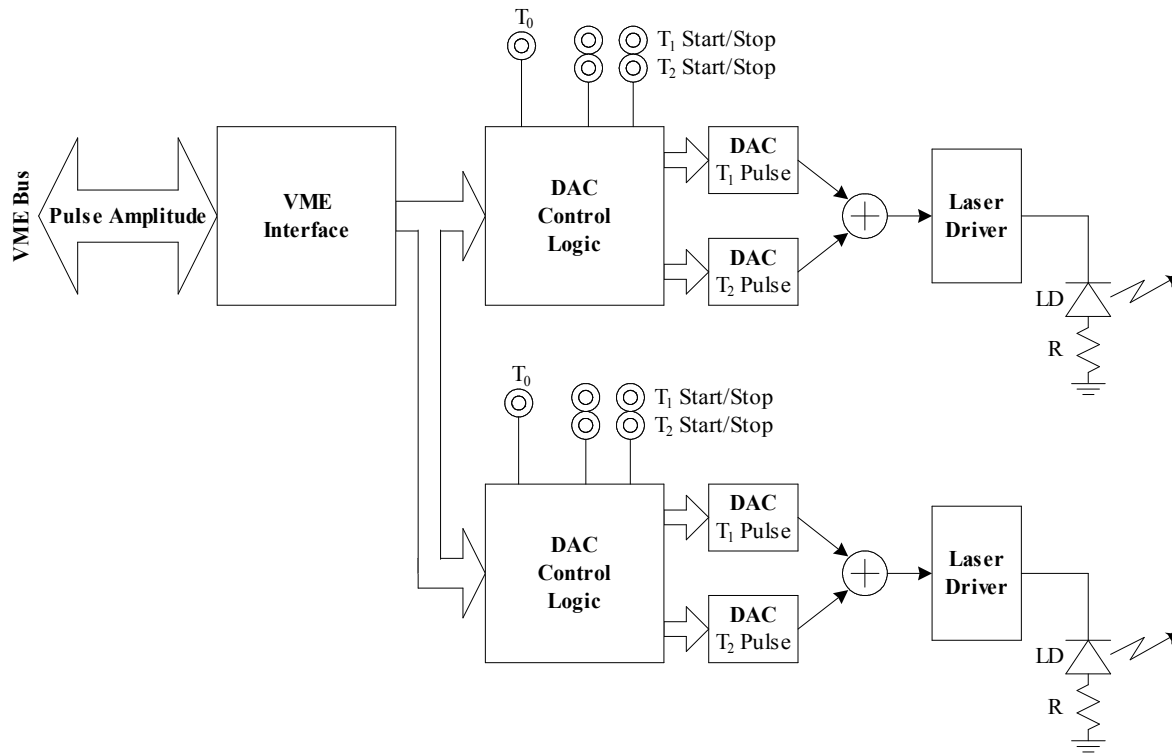 VME Bus
Pulse Amplitude
VME
Interface
T₀
T₁ Start/Stop
T₂ Start/Stop
DAC
Control
Logic
DAC
T₁ Pulse
DAC
T₂ Pulse
Laser
Driver
LD
R
T₀
T₁ Start/Stop
T₂ Start/Stop
DAC
Control
Logic
DAC
T₁ Pulse
DAC
T₂ Pulse
Laser
Driver
LD
R